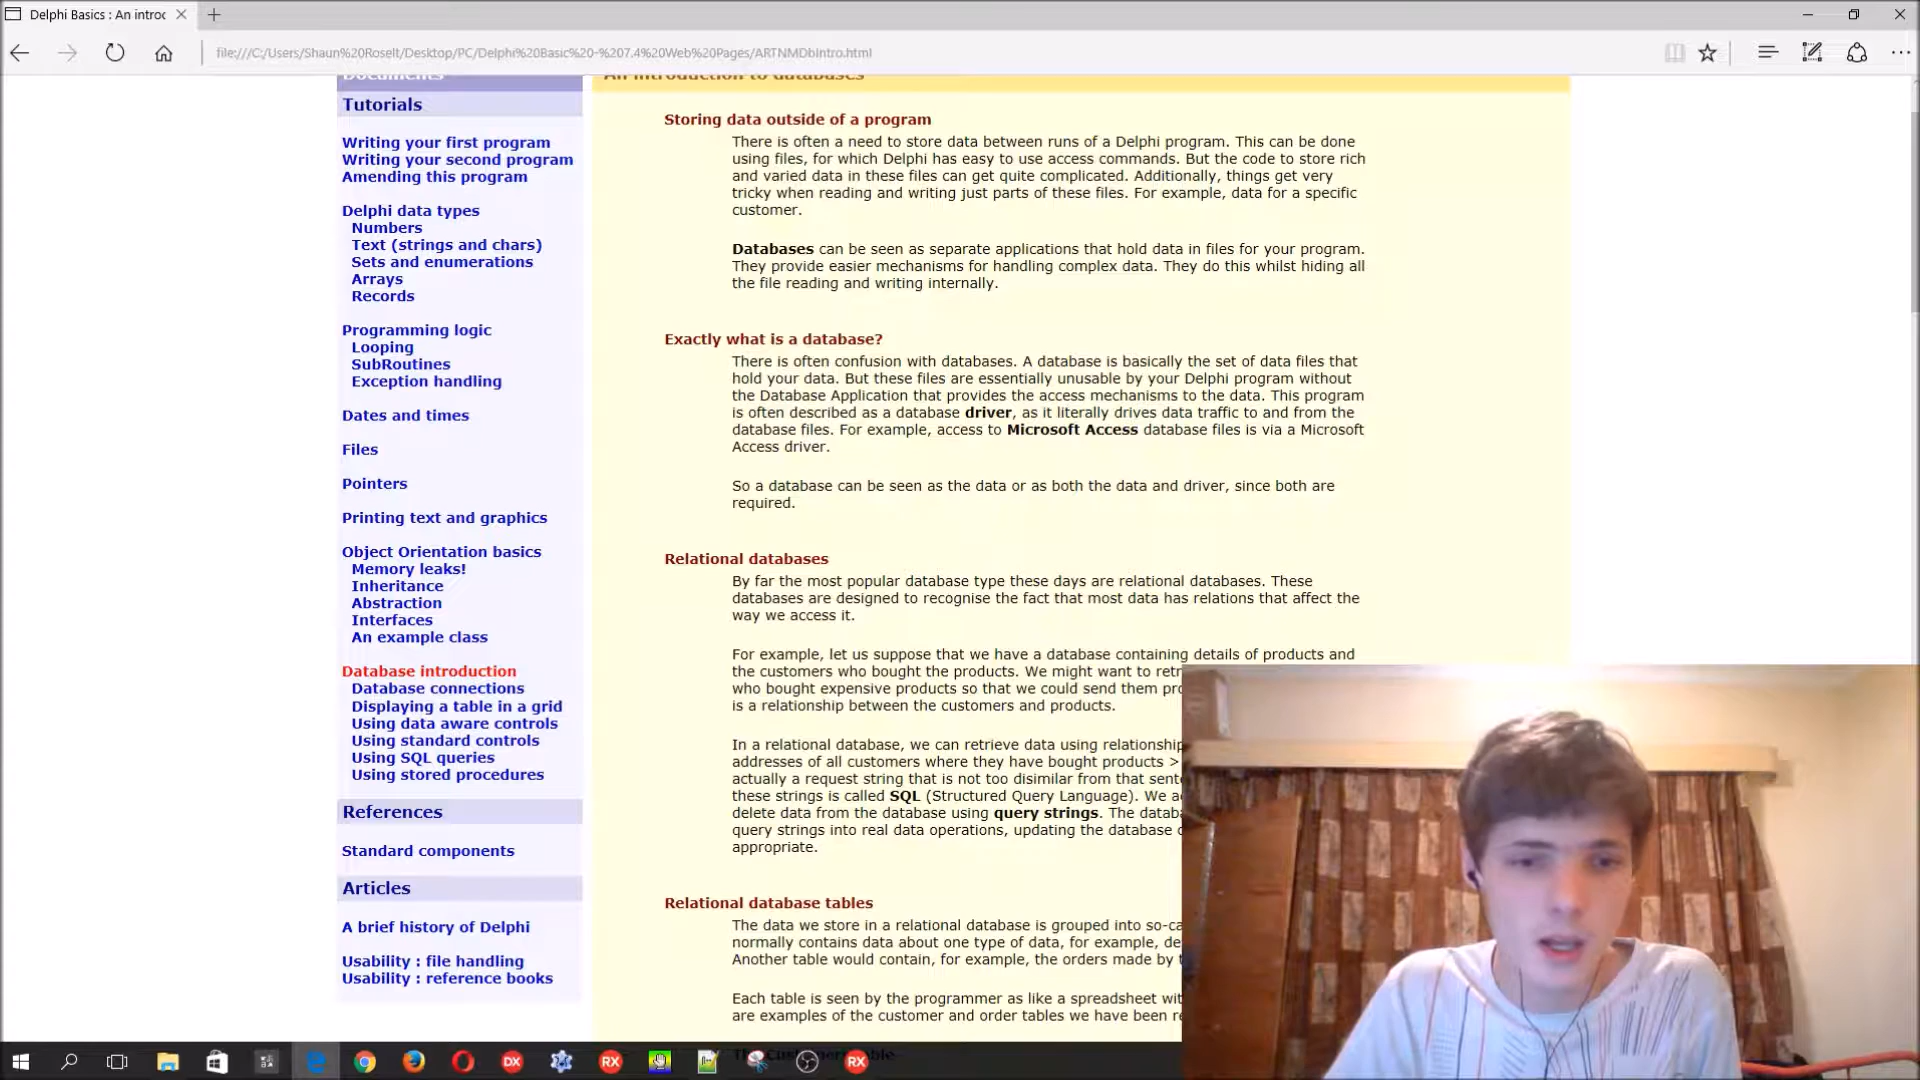 Delphi Basics : An introc
file:///C:/Users/Shaun%20Roselt/Desktop/PC/Delphi%20Basic%20-%207.4%20Web%20Pages/ARTNMDbIntro.html
Documents
Tutorials
Writing your first program
Writing your second program
Amending this program
Delphi data types
Numbers
Text (strings and chars)
Sets and enumerations
Arrays
Records
Programming logic
Looping
SubRoutines
Exception handling
Dates and times
Files
Pointers
Printing text and graphics
Object Orientation basics
Memory leaks!
Inheritance
Abstraction
Interfaces
An example class
Database introduction
Database connections
Displaying a table in a grid
Using data aware controls
Using standard controls
Using SQL queries
Using stored procedures
References
Standard components
Articles
A brief history of Delphi
Usability : file handling
Usability : reference books
An introduction to databases
Storing data outside of a program
There is often a need to store data between runs of a Delphi program. This can be done
using files, for which Delphi has easy to use access commands. But the code to store rich
and varied data in these files can get quite complicated. Additionally, things get very
tricky when reading and writing just parts of these files. For example, data for a specific
customer.
Databases can be seen as separate applications that hold data in files for your program.
They provide easier mechanisms for handling complex data. They do this whilst hiding all
the file reading and writing internally.
Exactly what is a database?
There is often confusion with databases. A database is basically the set of data files that
hold your data. But these files are essentially unusable by your Delphi program without
the Database Application that provides the access mechanisms to the data. This program
is often described as a database driver, as it literally drives data traffic to and from the
database files. For example, access to Microsoft Access database files is via a Microsoft
Access driver.
So a database can be seen as the data or as both the data and driver, since both are
required.
Relational databases
By far the most popular database type these days are relational databases. These
databases are designed to recognise the fact that most data has relations that affect the
way we access it.
For example, let us suppose that we have a database containing details of products and
the customers who bought the products. We might want to retr
who bought expensive products so that we could send them pro
is a relationship between the customers and products.
In a relational database, we can retrieve data using relationship
addresses of all customers where they have bought products >
actually a request string that is not too disimilar from that sent
these strings is called SQL (Structured Query Language). We a
delete data from the database using query strings. The datab
query strings into real data operations, updating the database
appropriate.
Relational database tables
The data we store in a relational database is grouped into so-ca
normally contains data about one type of data, for example, de
Another table would contain, for example, the orders made by t
Each table is seen by the programmer as like a spreadsheet wit
are examples of the customer and order tables we have been r
DX
RX
RX